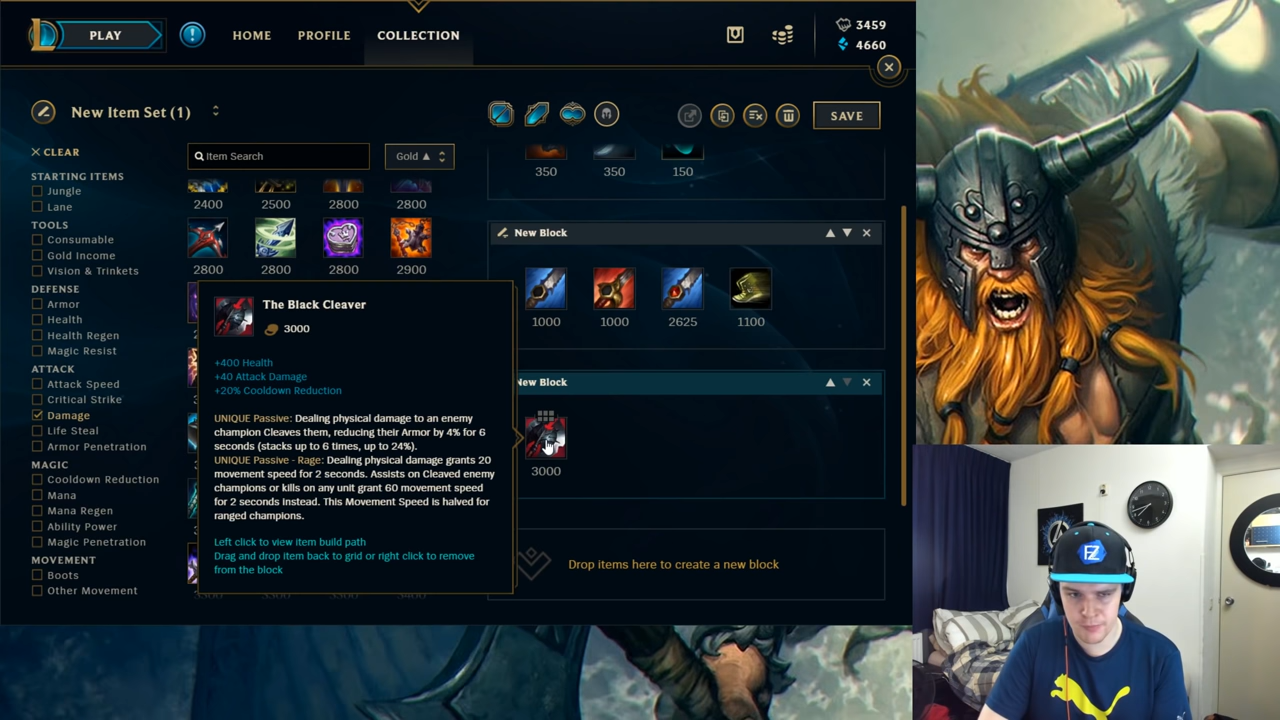 PLAY
HOME
PROFILE
COLLECTION
3459
4660
New Item Set (1)
SAVE
CLEAR
Item Search
Gold ▲
STARTING ITEMS
Jungle
Lane
TOOLS
Consumable
Gold Income
Vision & Trinkets
DEFENSE
Armor
Health
Health Regen
Magic Resist
ATTACK
Attack Speed
Critical Strike
Damage
Life Steal
Armor Penetration
MAGIC
Cooldown Reduction
Mana
Mana Regen
Ability Power
Magic Penetration
MOVEMENT
Boots
Other Movement
2400 2500 2800 2800
2800 2800 2800 2900
The Black Cleaver
3000
+400 Health
+40 Attack Damage
+20% Cooldown Reduction
UNIQUE Passive: Dealing physical damage to an enemy
champion Cleaves them, reducing their Armor by 4% for 6
seconds (stacks up to 6 times, up to 24%).
UNIQUE Passive - Rage: Dealing physical damage grants 20
movement speed for 2 seconds. Assists on Cleaved enemy
champions or kills on any unit grant 60 movement speed
for 2 seconds instead. This Movement Speed is halved for
ranged champions.
Left click to view item build path
Drag and drop item back to grid or right click to remove
from the block
350 350 150
New Block
1000 1000 2625 1100
New Block
3000
Drop items here to create a new block
FZ